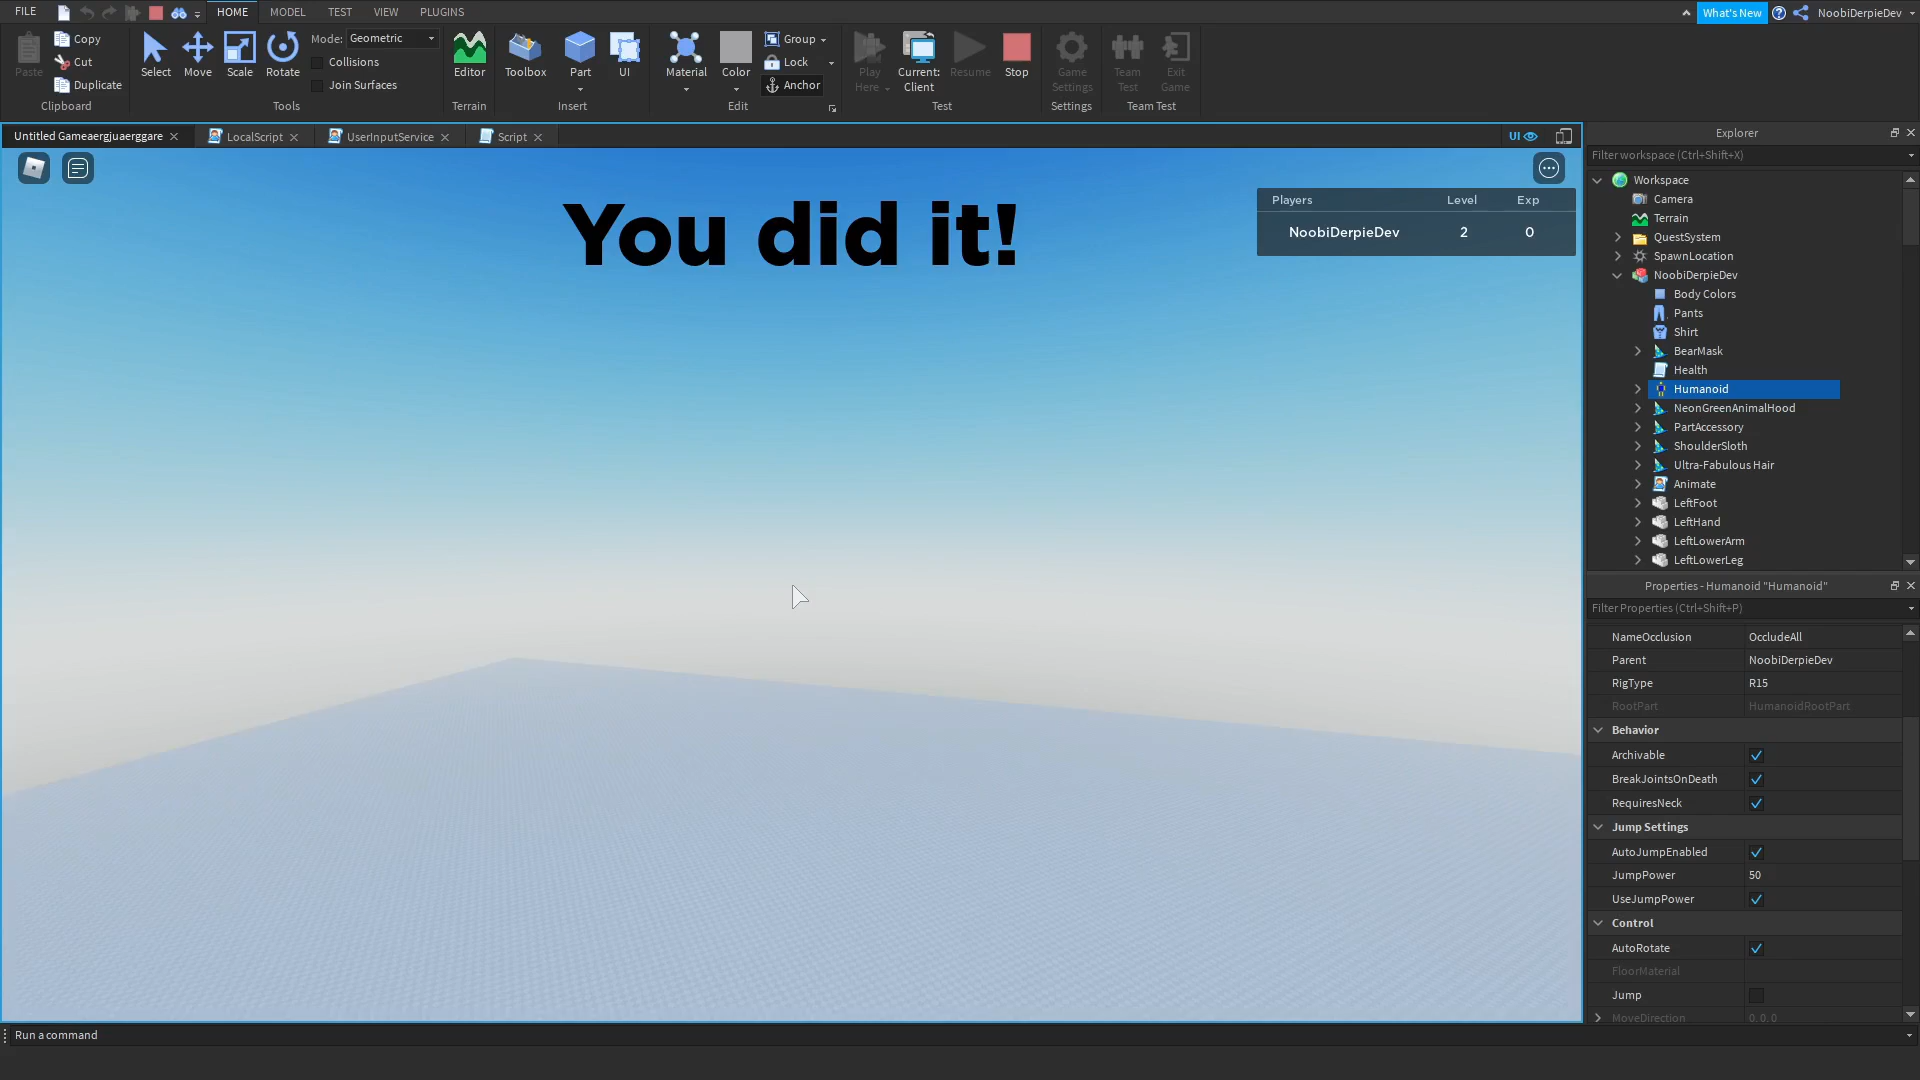 FILE HOME MODEL TEST VIEW PLUGINS What's New NoobiDerpieDev
Paste Copy Cut Duplicate Clipboard
Select Move Scale Rotate Mode: Geometric Collisions Join Surfaces Tools
Editor Terrain
Toolbox Part UI Insert
Material Color Group Lock Anchor Edit
Play Here Current: Client Resume Stop Test
Game Settings Settings
Team Test Exit Game Team Test
Untitled Gameaergjuaerggare LocalScript UserInputService Script UI
You did it!
Players Level Exp
NoobiDerpieDev 2 0
Explorer
Filter workspace (Ctrl+Shift+X)
Workspace
Camera
Terrain
QuestSystem
SpawnLocation
NoobiDerpieDev
Body Colors
Pants
Shirt
BearMask
Health
Humanoid
NeonGreenAnimalHood
PartAccessory
ShoulderSloth
Ultra-Fabulous Hair
Animate
LeftFoot
LeftHand
LeftLowerArm
LeftLowerLeg
Properties - Humanoid "Humanoid"
Filter Properties (Ctrl+Shift+P)
NameOcclusion OccludeAll
Parent NoobiDerpieDev
RigType R15
RootPart HumanoidRootPart
Behavior
Archivable
BreakJointsOnDeath
RequiresNeck
Jump Settings
AutoJumpEnabled
JumpPower 50
UseJumpPower
Control
AutoRotate
FloorMaterial
Jump
MoveDirection 0, 0, 0
Run a command